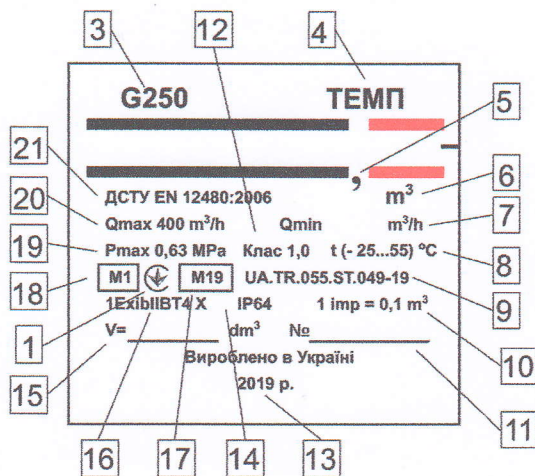 3 12 4
G250 ТЕМП
5
,
21 ДСТУ EN 12480:2006 m³ 6
20 Qmax 400 m³/h Qmin m³/h 7
19 Pmax 0,63 MPa Клас 1,0 t (- 25...55) ºC 8
18 M1 M19 UA.TR.055.ST.049-19 9
1 1ExibIIBT4 X IP64 1 imp = 0,1 m³ 10
15 V= dm³ № 11
Вироблено в Україні
2019 р.
16 17 14 13